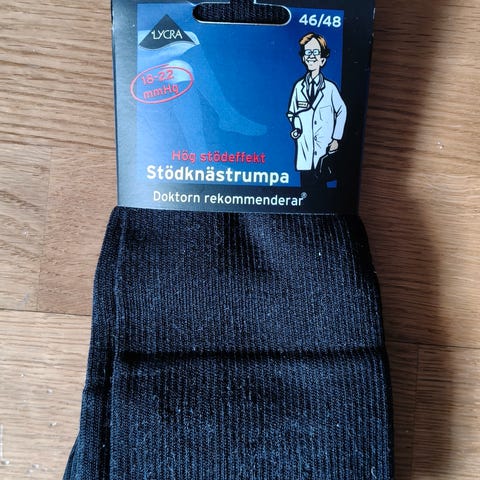 46/48
LYCRA
18-22
mmHg
Hög stödeffekt
Stödknästrumpa
Doktorn rekommenderar®